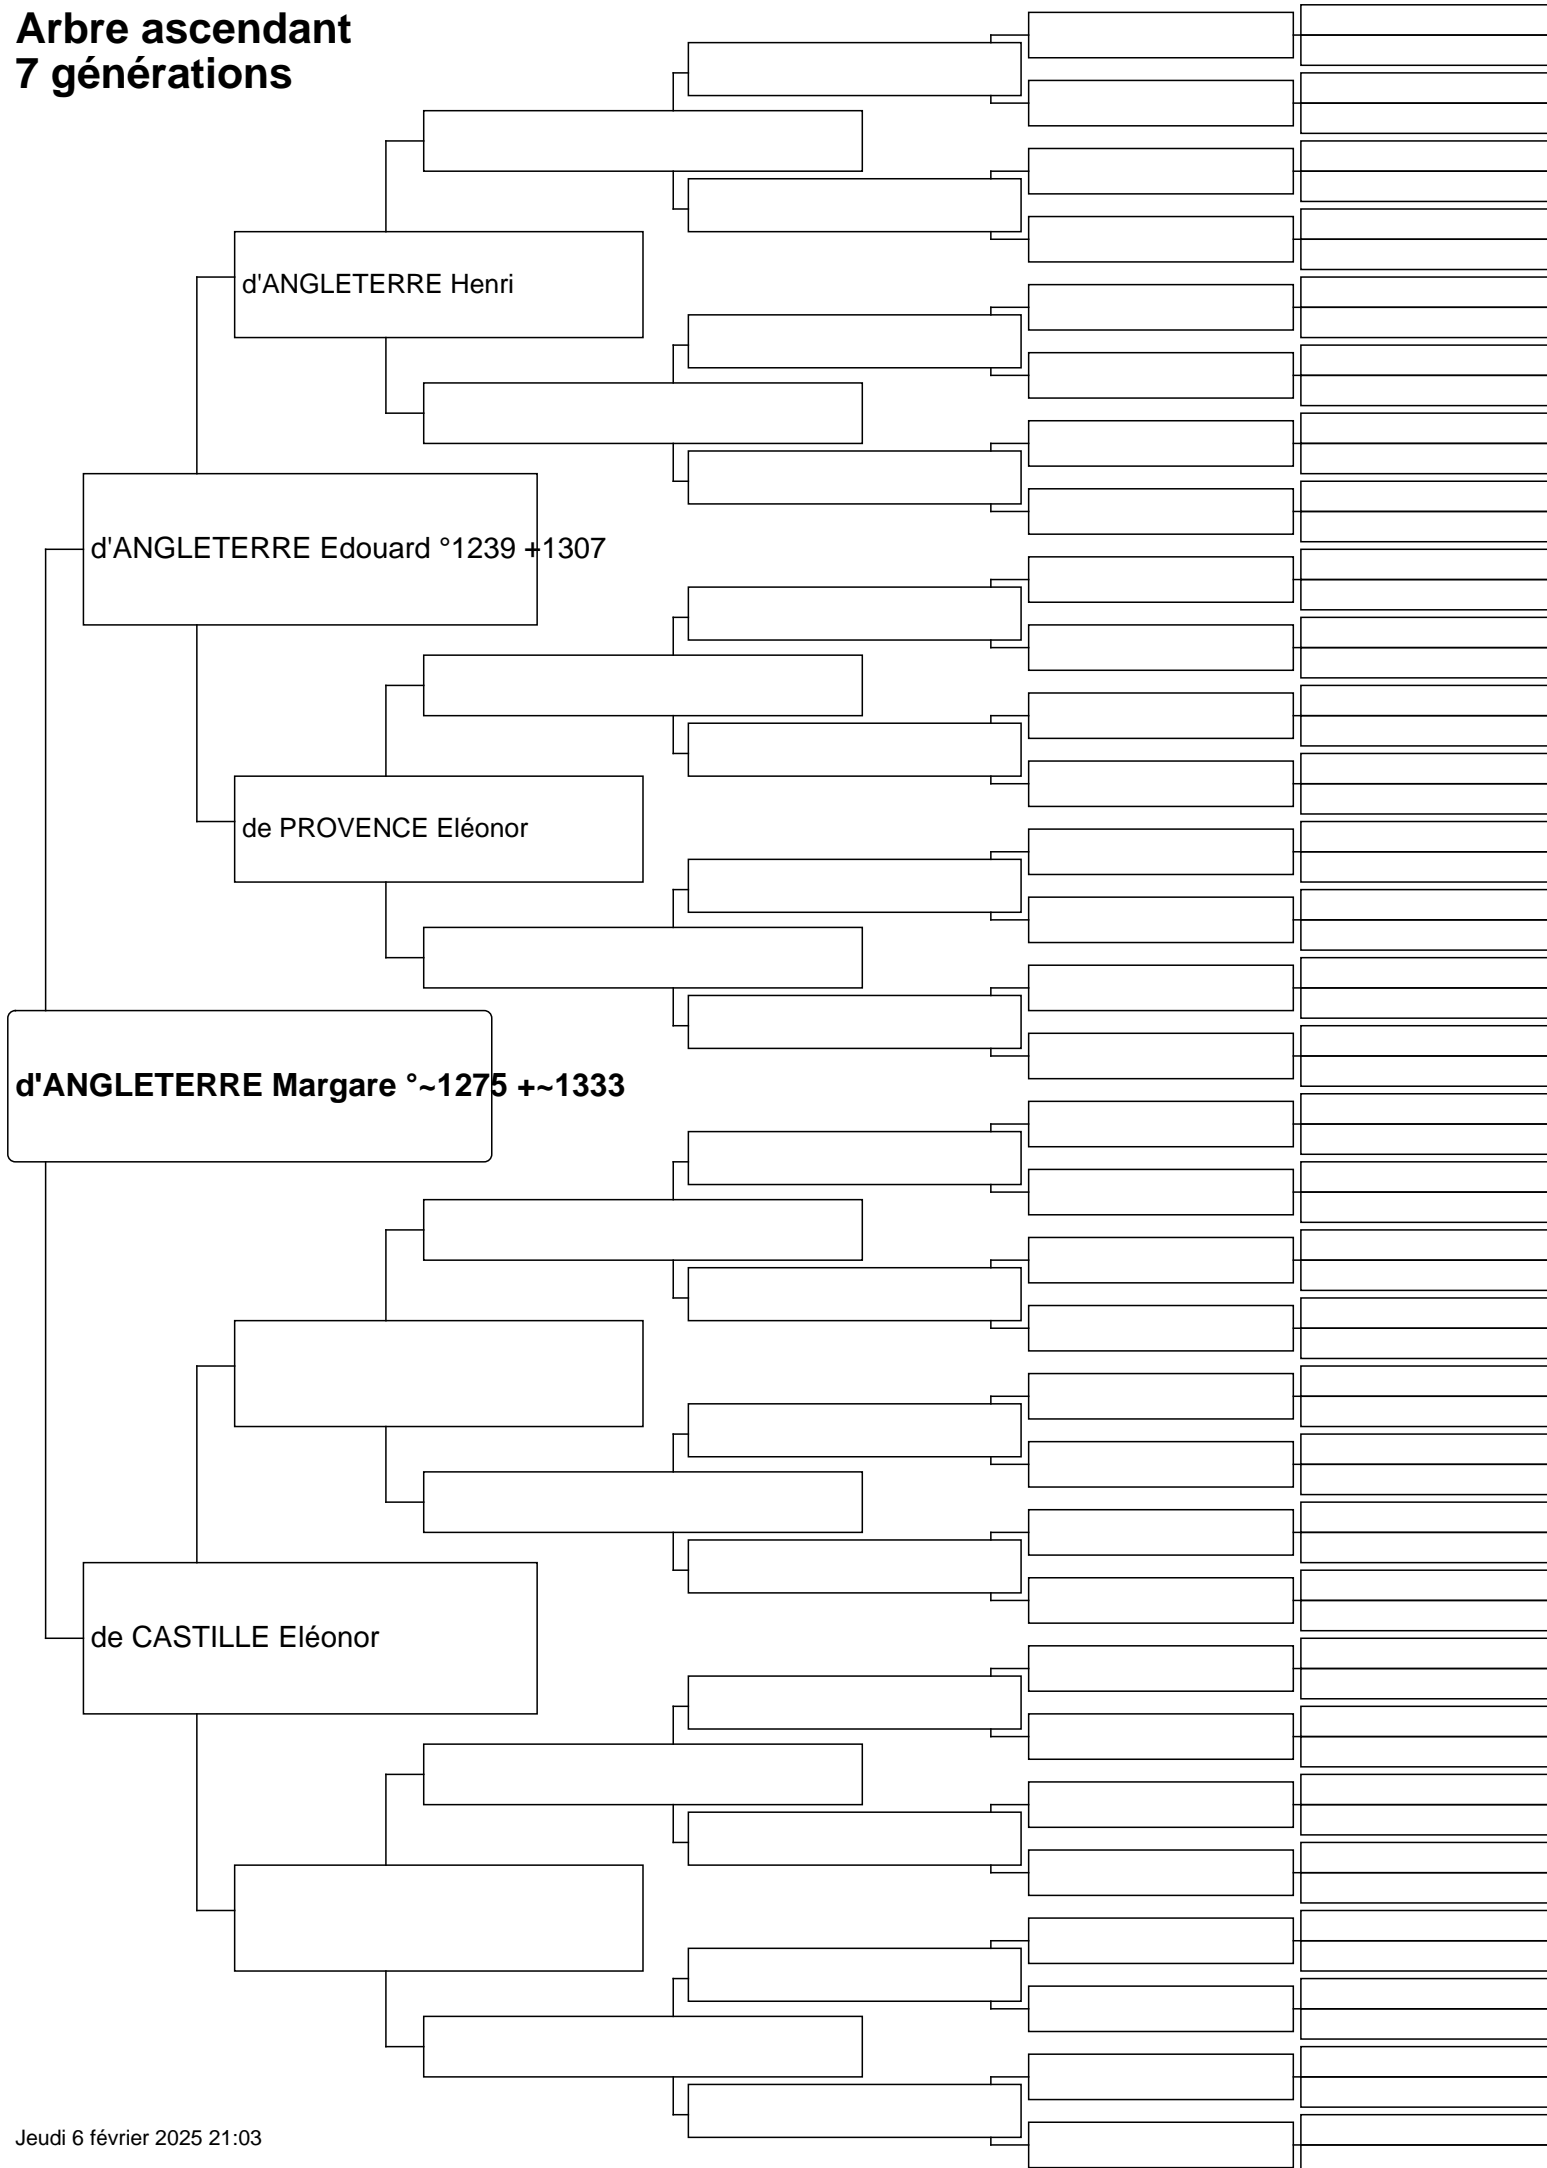 Arbre ascendant
7 générations
d'ANGLETERRE Henri
d'ANGLETERRE Edouard °1239 +1307
de PROVENCE Eléonor
d'ANGLETERRE Margare °~1275 +~1333
de CASTILLE Eléonor
Jeudi 6 février 2025 21:03